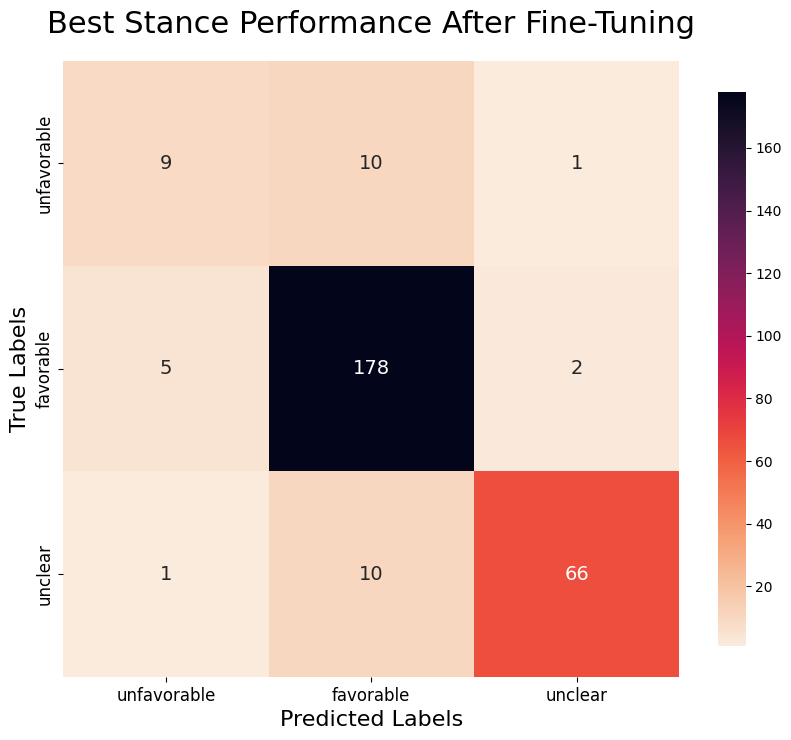 Best Stance Performance After Fine-Tuning
True Labels
unfavorable
9 10 1
favorable
5 178 2
unclear
1 10 66
unfavorable favorable unclear
Predicted Labels
160
140
120
100
80
60
40
20